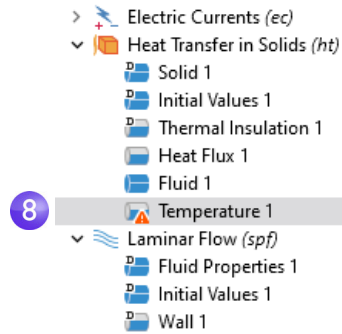 Electric Currents (ec)
Heat Transfer in Solids (ht)
D Solid 1
D Initial Values 1
D Thermal Insulation 1
Heat Flux 1
Fluid 1
8 Temperature 1
Laminar Flow (spf)
D Fluid Properties 1
D Initial Values 1
D Wall 1